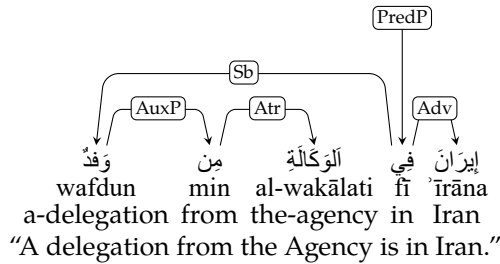 PredP
Sb
AuxP Atr Adv
وَفدٌ مِن اَلوَكَالَةِ فِي إِيرَانَ
wafdun min al-wakālati fī ʾīrāna
a-delegation from the-agency in Iran
“A delegation from the Agency is in Iran.”